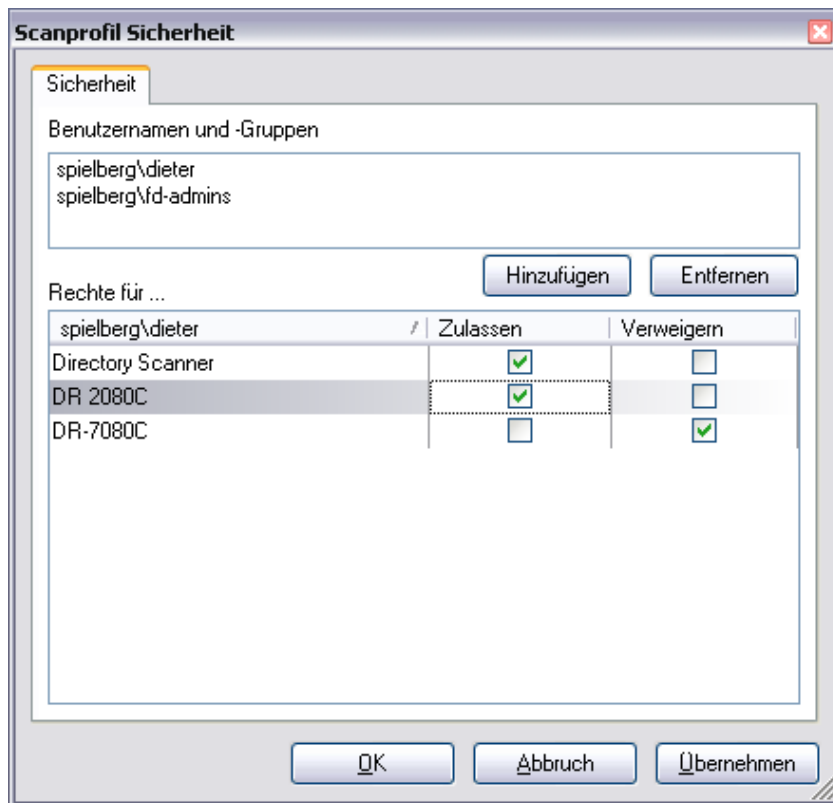 Scanprofil Sicherheit
Sicherheit
Benutzernamen und -Gruppen
spielberg\dieter
spielberg\fd-admins
Hinzufügen Entfernen
Rechte für ...
spielberg\dieter Zulassen Verweigern
Directory Scanner
DR 2080C
DR-7080C
OK Abbruch Übernehmen